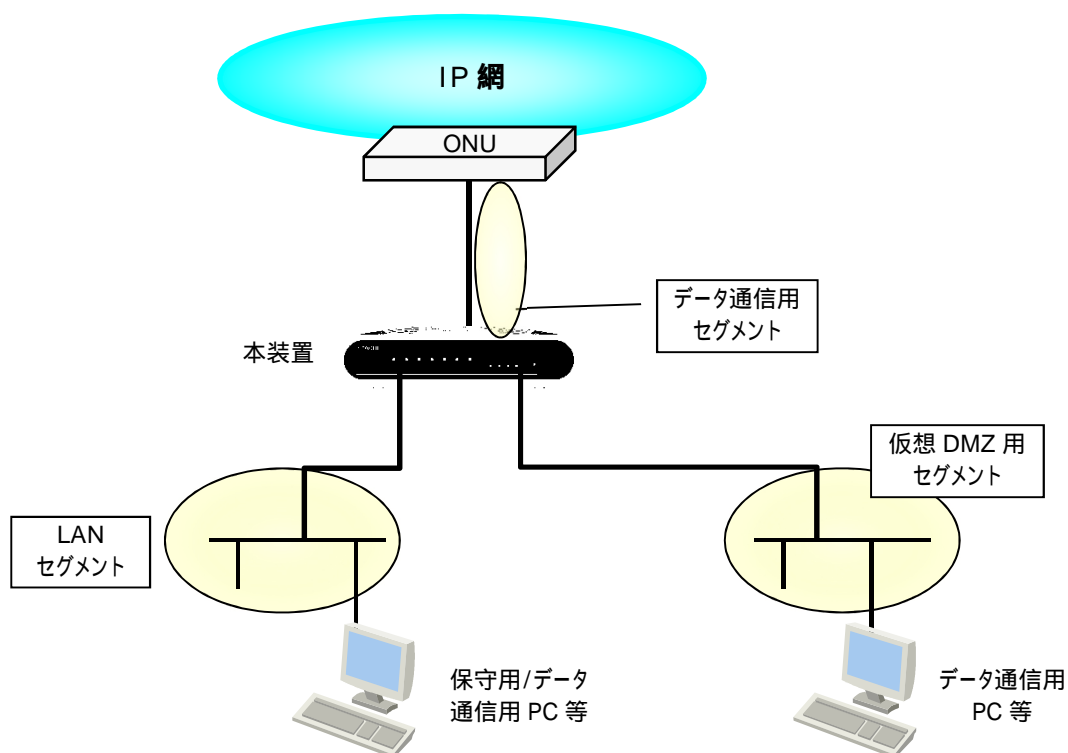 IP 網
ONU
データ通信用
セグメント
本装置
仮想 DMZ 用
セグメント
LAN
セグメント
保守用/データ
通信用 PC 等
データ通信用
PC 等